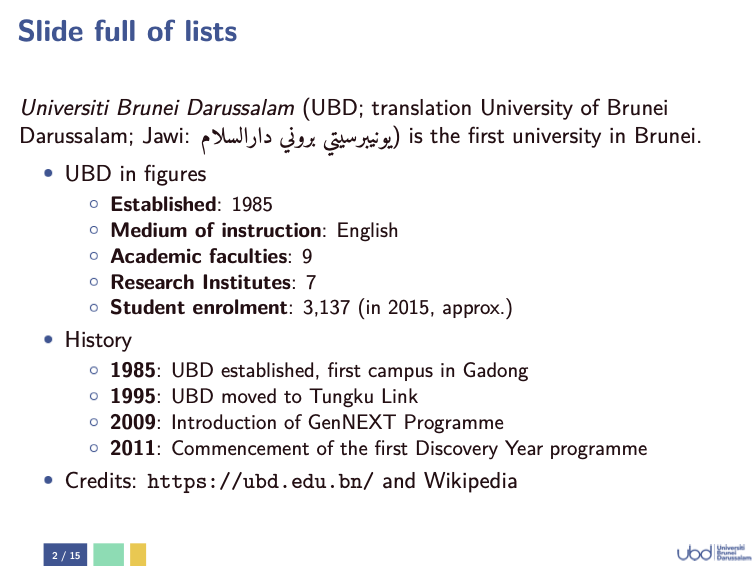 Slide full of lists
Universiti Brunei Darussalam (UBD; translation University of Brunei
Darussalam; Jawi: يونيبرسيتي بروني دارالسلام) is the first university in Brunei.
• UBD in figures
◦ Established: 1985
◦ Medium of instruction: English
◦ Academic faculties: 9
◦ Research Institutes: 7
◦ Student enrolment: 3,137 (in 2015, approx.)
• History
◦ 1985: UBD established, first campus in Gadong
◦ 1995: UBD moved to Tungku Link
◦ 2009: Introduction of GenNEXT Programme
◦ 2011: Commencement of the first Discovery Year programme
• Credits: https://ubd.edu.bn/ and Wikipedia
2 / 15
ubd Universiti
Brunei
Darussalam